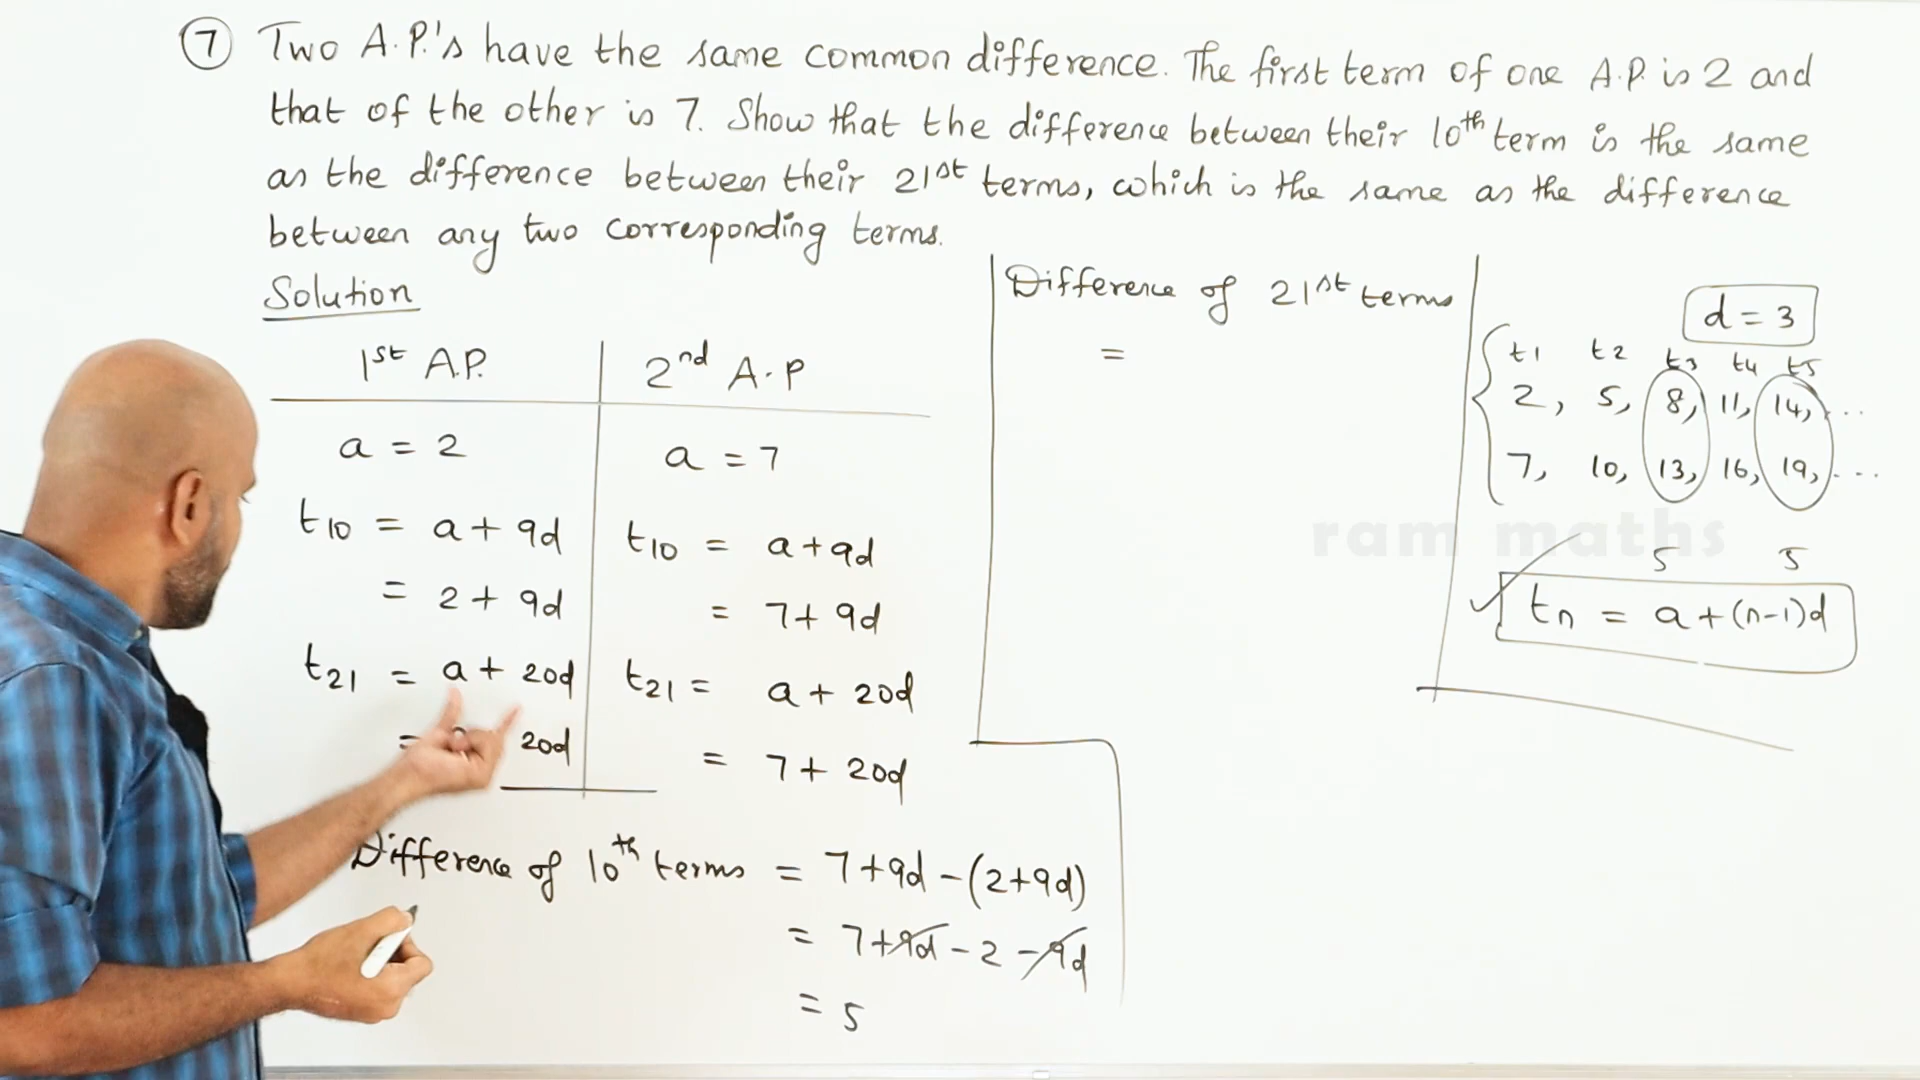 7 Two A.P.'s have the same common difference. The first term of one A.P. is 2 and
that of the other is 7. Show that the difference between their 10th term is the same
as the difference between their 21st terms, which is the same as the difference
between any two corresponding terms.
Solution
1st A.P.
a = 2
t10 = a + 9d
= 2 + 9d
t21 = a + 20d
= 20d
2nd A.P
a = 7
t10 = a + 9d
= 7 + 9d
t21 = a + 20d
= 7 + 20d
Difference of 10th terms = 7 + 9d - (2 + 9d)
= 7 + 9d - 2 - 9d
= 5
Difference of 21st terms
=
d = 3
t1 t2 t3 t4 t5
2, 5, 8, 11, 14, ...
7, 10, 13, 16, 19, ...
5 5
tn = a + (n-1)d
ram maths